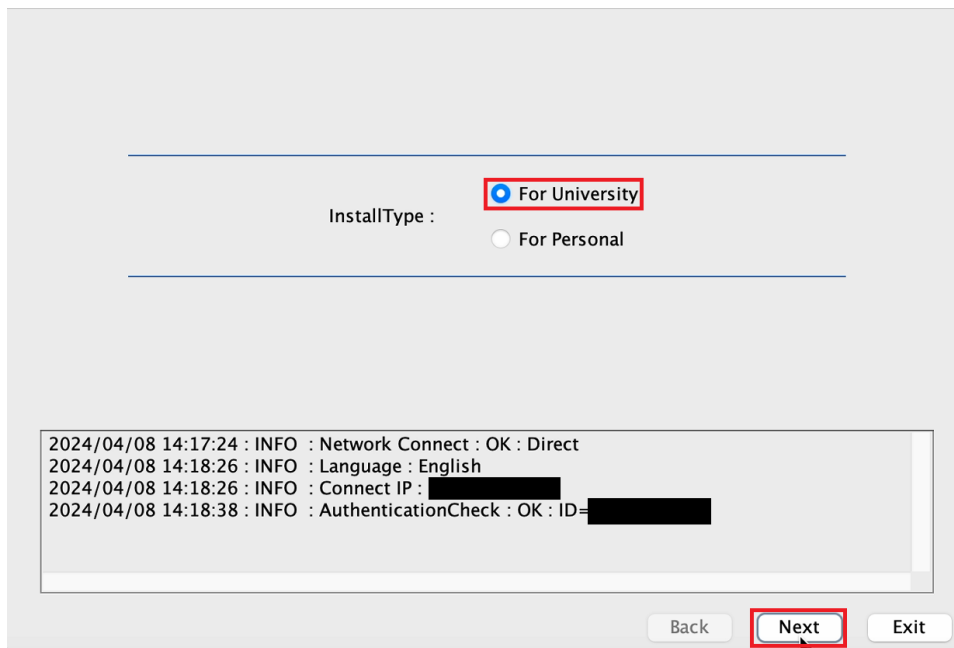 For University
InstallType :
For Personal
2024/04/08 14:17:24 : INFO  : Network Connect : OK : Direct
2024/04/08 14:18:26 : INFO  : Language : English
2024/04/08 14:18:26 : INFO  : Connect IP :
2024/04/08 14:18:38 : INFO  : AuthenticationCheck : OK : ID=
Back Next Exit